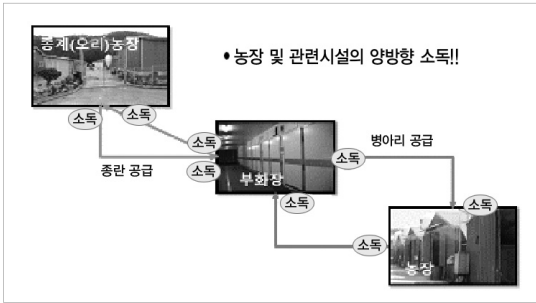 종계(오리)농장
• 농장 및 관련시설의 양방향 소독!!
소독
소독
소독
종란 공급
소독
부화장
소독
병아리 공급
소독
소독
소독
농장